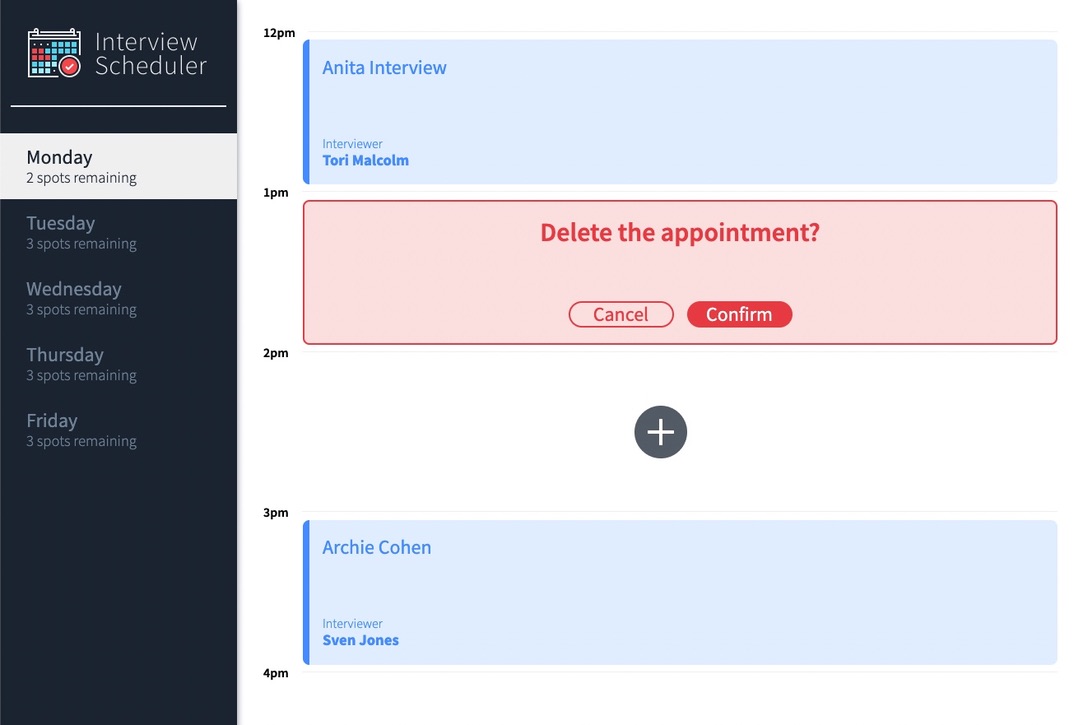 Interview
Scheduler
Monday
2 spots remaining
Tuesday
3 spots remaining
Wednesday
3 spots remaining
Thursday
3 spots remaining
Friday
3 spots remaining
12pm
Anita Interview
Interviewer
Tori Malcolm
1pm
Delete the appointment?
Cancel Confirm
2pm
3pm
Archie Cohen
Interviewer
Sven Jones
4pm